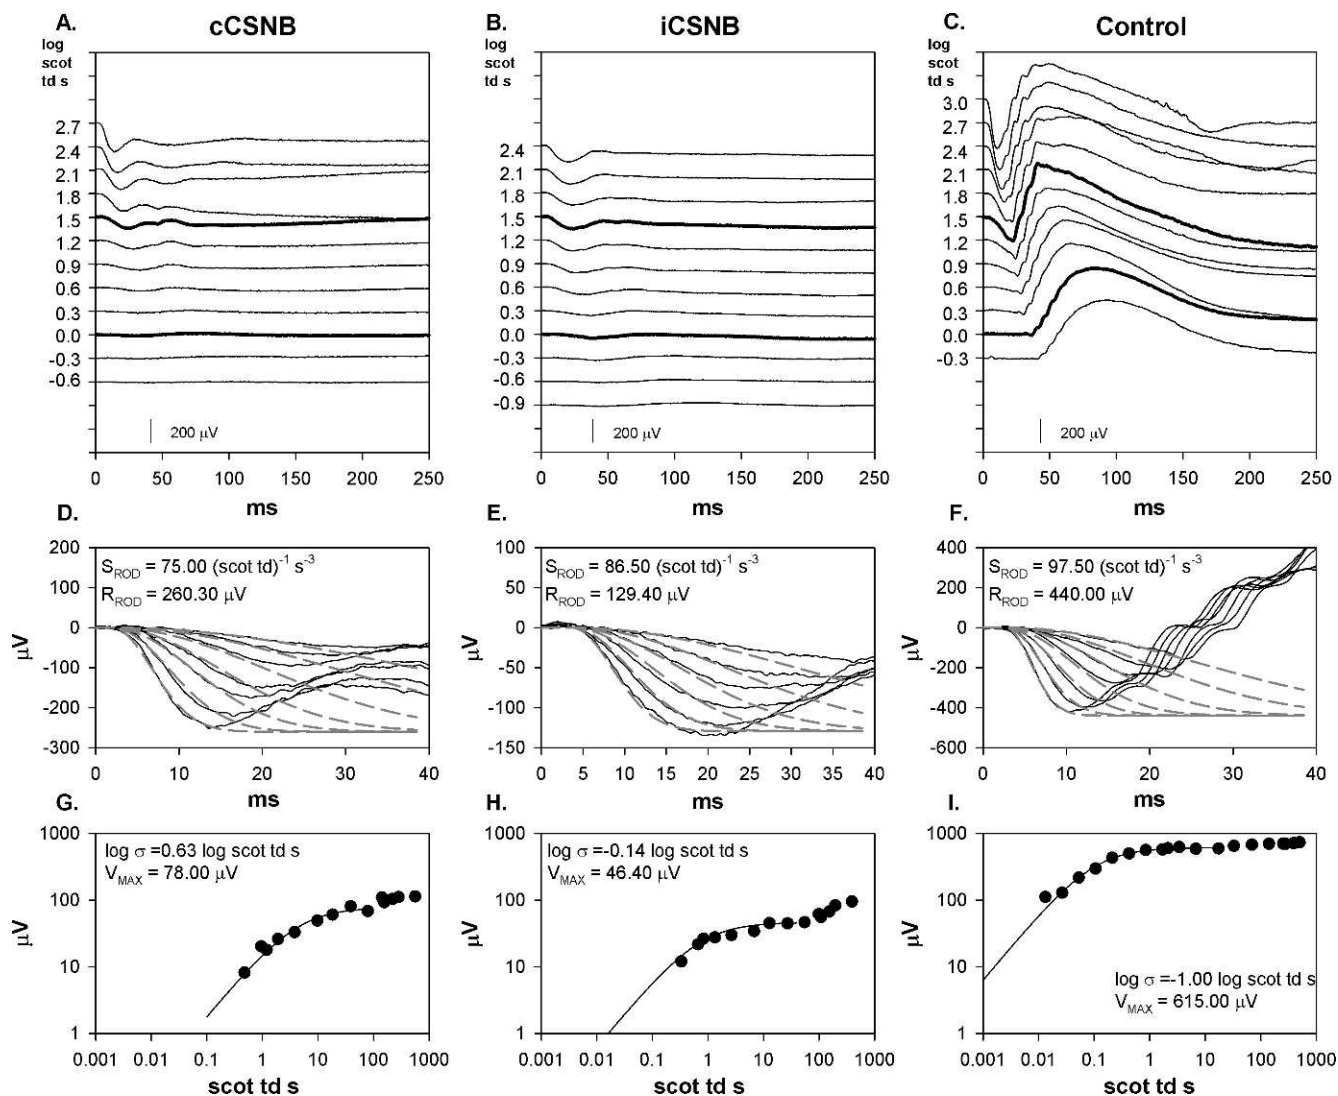 A. cCSNB
log
scot
td s
2.7
2.4
2.1
1.8
1.5
1.2
0.9
0.6
0.3
0.0
-0.3
-0.6
200 μV
0 50 100 150 200 250
ms
B. iCSNB
log
scot
td s
2.4
2.1
1.8
1.5
1.2
0.9
0.6
0.3
0.0
-0.3
-0.6
-0.9
200 μV
0 50 100 150 200 250
ms
C. Control
log
scot
td s
3.0
2.7
2.4
2.1
1.8
1.5
1.2
0.9
0.6
0.3
0.0
-0.3
200 μV
0 50 100 150 200 250
ms
D.
S_ROD = 75.00 (scot td)^-1 s^-3
R_ROD = 260.30 μV
μV
200
100
0
-100
-200
-300
0 10 20 30 40
ms
E.
S_ROD = 86.50 (scot td)^-1 s^-3
R_ROD = 129.40 μV
μV
100
50
0
-50
-100
-150
0 5 10 15 20 25 30 35 40
ms
F.
S_ROD = 97.50 (scot td)^-1 s^-3
R_ROD = 440.00 μV
μV
400
200
0
-200
-400
-600
0 10 20 30 40
ms
G.
log σ =0.63 log scot td s
V_MAX = 78.00 μV
μV
1000
100
10
1
0.001 0.01 0.1 1 10 100 1000
scot td s
H.
log σ =-0.14 log scot td s
V_MAX = 46.40 μV
μV
1000
100
10
1
0.001 0.01 0.1 1 10 100 1000
scot td s
I.
log σ =-1.00 log scot td s
V_MAX = 615.00 μV
μV
1000
100
10
1
0.001 0.01 0.1 1 10 100 1000
scot td s